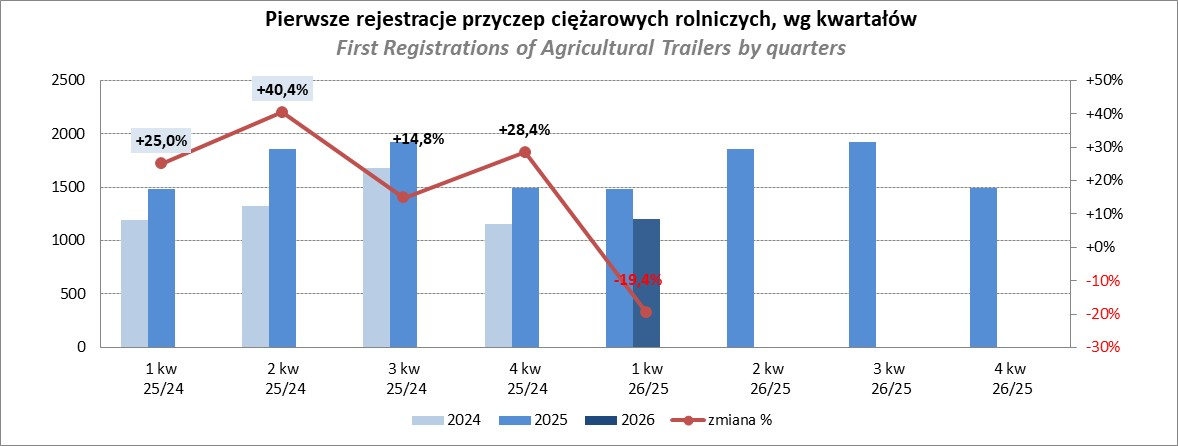 Pierwsze rejestracje przyczep ciężarowych rolniczych, wg kwartałów
First Registrations of Agricultural Trailers by quarters
2500
2000
1500
1000
500
0
+50%
+40%
+30%
+20%
+10%
+0%
-10%
-20%
-30%
+25,0%
+40,4%
+14,8%
+28,4%
-19,4%
1 kw
25/24
2 kw
25/24
3 kw
25/24
4 kw
25/24
1 kw
26/25
2 kw
26/25
3 kw
26/25
4 kw
26/25
2024
2025
2026
zmiana %